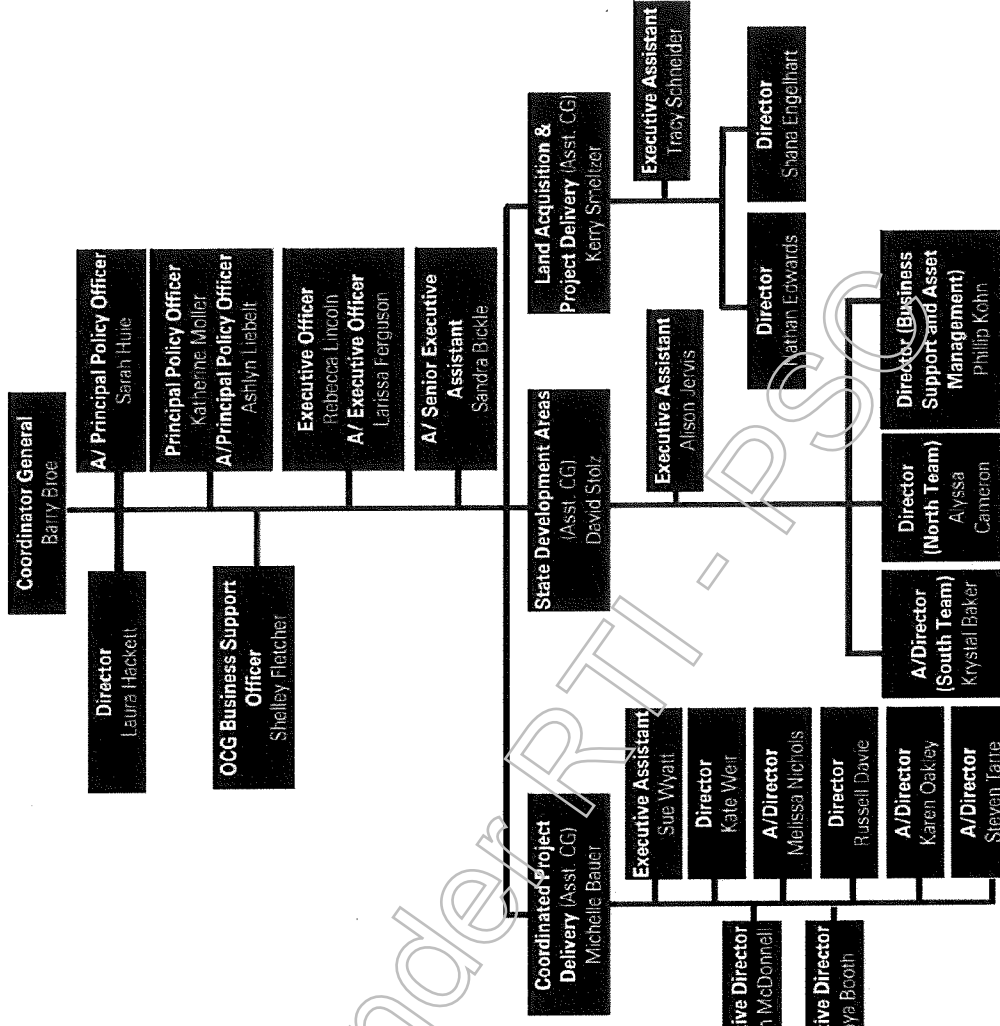 Coordinator General
Barry Broe
Director
Laura Hackett
A/ Principal Policy Officer
Sarah Huie
Principal Policy Officer
Katherine Moller
A/Principal Policy Officer
Ashlyn Liebelt
OCG Business Support
Officer
Shelley Fletcher
Executive Officer
Rebecca Lincoln
A/ Executive Officer
Larissa Ferguson
A/ Senior Executive
Assistant
Sandra Bickle
Coordinated Project
Delivery (Asst. CG)
Michelle Bauer
Executive Assistant
Sue Wyatt
Director
Kate Weir
A/Director
Melissa Nichols
Director
Russell Davie
A/Director
Karen Oakley
A/Director
Steven Tarte
ive Director
McDonnell
ive Director
ya Booth
State Development Areas
(Asst. CG)
David Stolz
Executive Assistant
Alison Jervis
A/Director
(South Team)
Krystal Baker
Director
(North Team)
Alyssa
Cameron
Director (Business
Support and Asset
Management)
Phillip Kohn
Land Acquisition &
Project Delivery (Asst. CG)
Kerry Smeltzer
Executive Assistant
Tracy Schneider
Director
Nathan Edwards
Director
Shana Engelhart
nder RTI - PSC